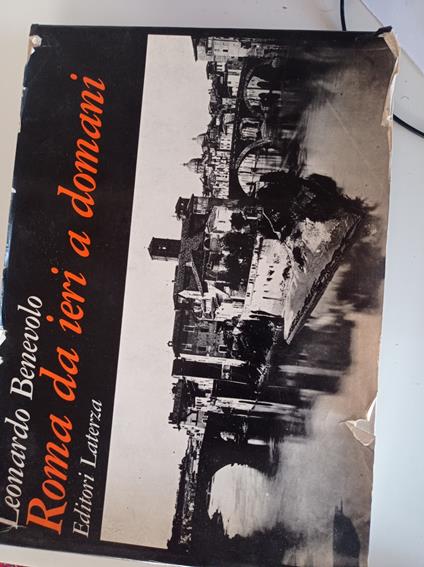 Leonardo Benevolo
Roma da ieri a domani
Editori Laterza